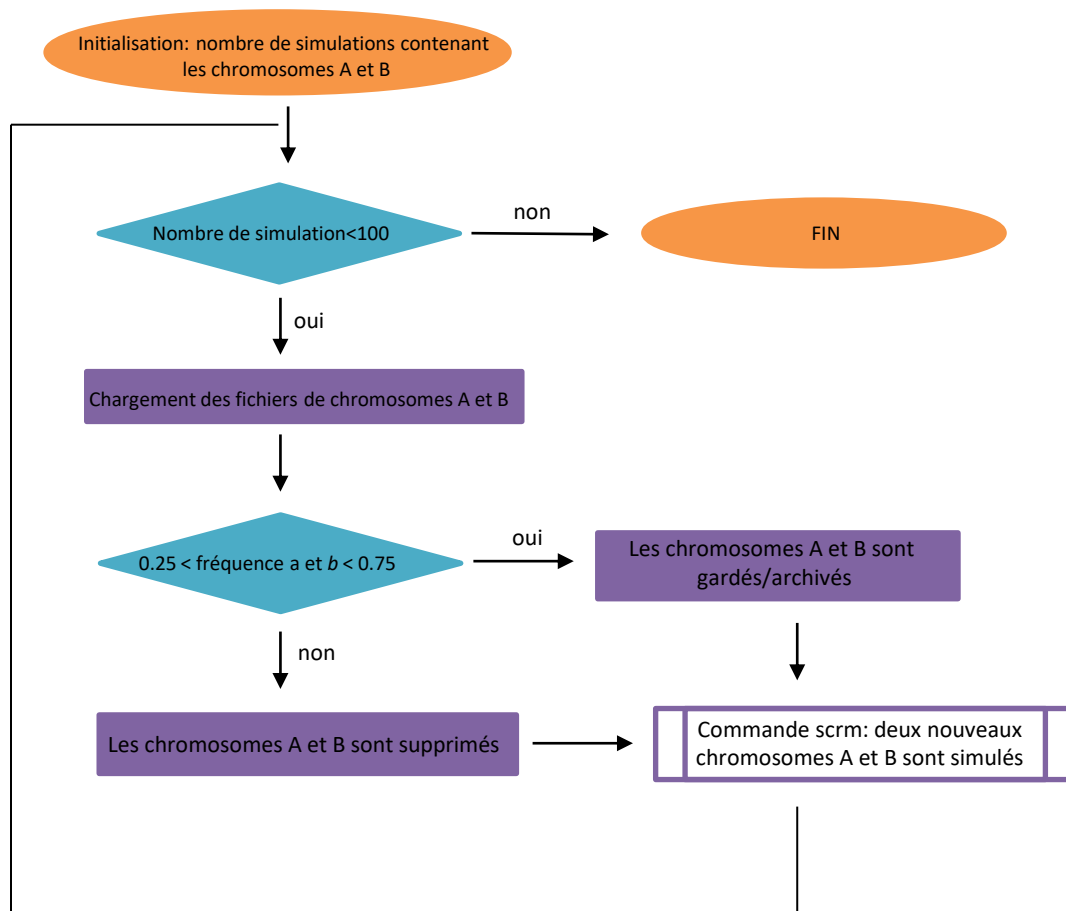 Initialisation: nombre de simulations contenant
les chromosomes A et B
Nombre de simulation<100
non
FIN
oui
Chargement des fichiers de chromosomes A et B
0.25 < fréquence a et b < 0.75
oui
Les chromosomes A et B sont
gardés/archivés
non
Les chromosomes A et B sont supprimés
Commande scrm: deux nouveaux
chromosomes A et B sont simulés